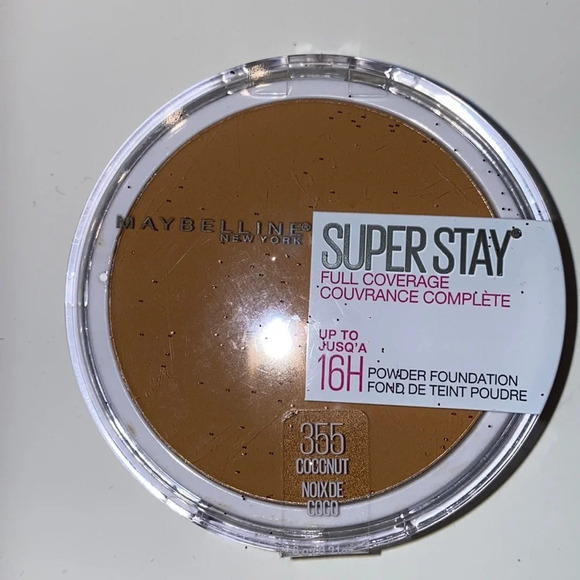 MAYBELLINE®
NEW YORK
SUPER STAY®
FULL COVERAGE
COUVRANCE COMPLÈTE
UP TO
JUSQ'A
16H POWDER FOUNDATION
FOND DE TEINT POUDRE
355
COCONUT
NOIX DE
COCO